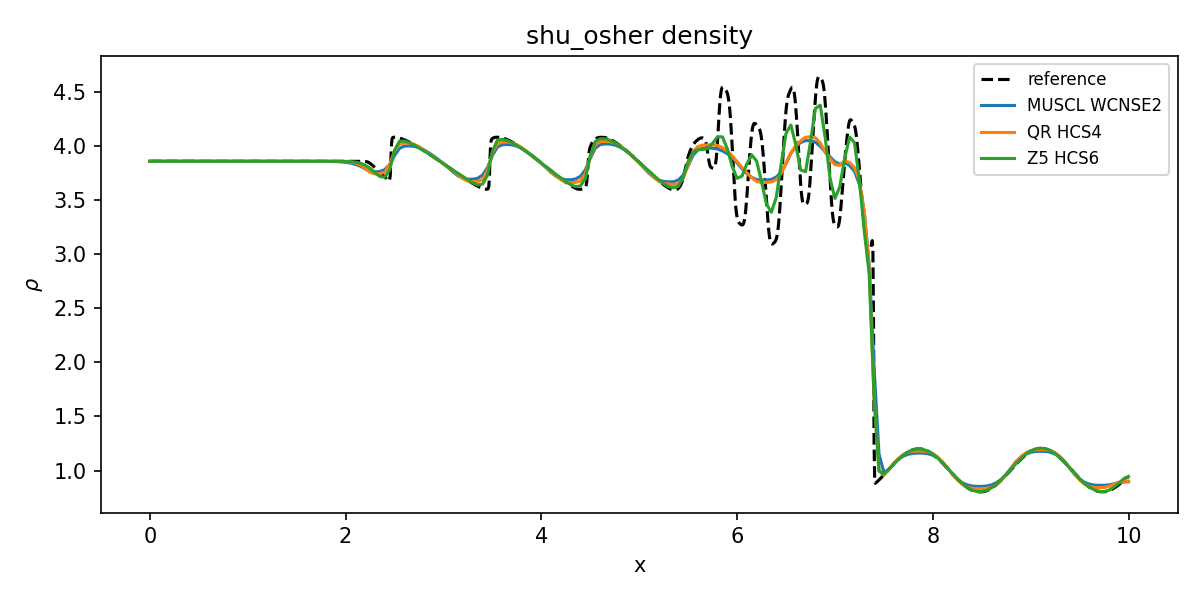 shu_osher density
reference
MUSCL WCNSE2
QR HCS4
Z5 HCS6
4.5
4.0
3.5
3.0
2.5
2.0
1.5
1.0
ρ
0 2 4 6 8 10
x